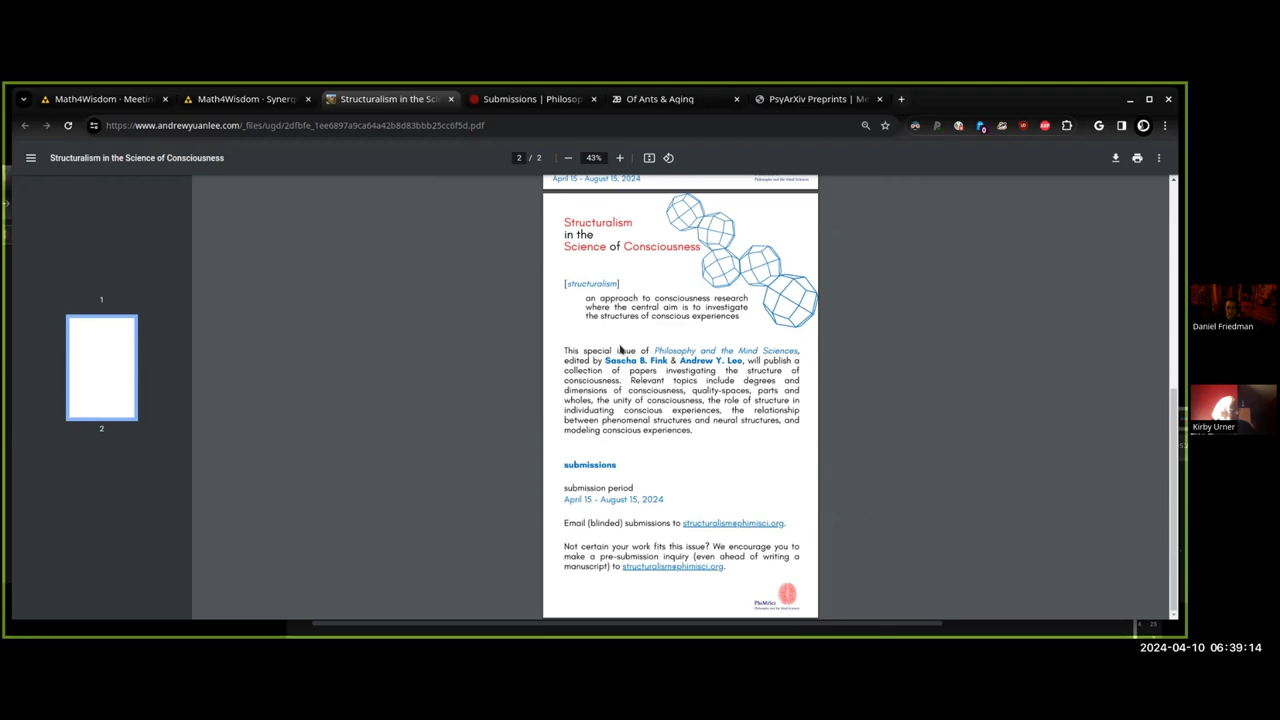 Math4Wisdom · Meetin
Math4Wisdom · Synerg
Structuralism in the Sci
Submissions | Philosop
Of Ants & Aging
PsyArXiv Preprints | Me
https://www.andrewyuanlee.com/_files/ugd/2dfbfe_1ee6897a9ca64a42b8d83bbb25cc6f5d.pdf
Structuralism in the Science of Consciousness
2 / 2
43%
April 15 - August 15, 2024
Philosophy and the Mind Sciences
Structuralism
in the
Science of Consciousness
[structuralism]
an approach to consciousness research
where the central aim is to investigate
the structures of conscious experiences
This special issue of Philosophy and the Mind Sciences,
edited by Sascha B. Fink & Andrew Y. Lee, will publish a
collection of papers investigating the structure of
consciousness. Relevant topics include degrees and
dimensions of consciousness, quality-spaces, parts and
wholes, the unity of consciousness, the role of structure in
individuating conscious experiences, the relationship
between phenomenal structures and neural structures, and
modeling conscious experiences.
submissions
submission period
April 15 - August 15, 2024
Email (blinded) submissions to structuralism@phimisci.org.
Not certain your work fits this issue? We encourage you to
make a pre-submission inquiry (even ahead of writing a
manuscript) to structuralism@phimisci.org.
PhiMiSci
Philosophy and the Mind Sciences
1
2
Daniel Friedman
Kirby Urner
2024-04-10 06:39:14